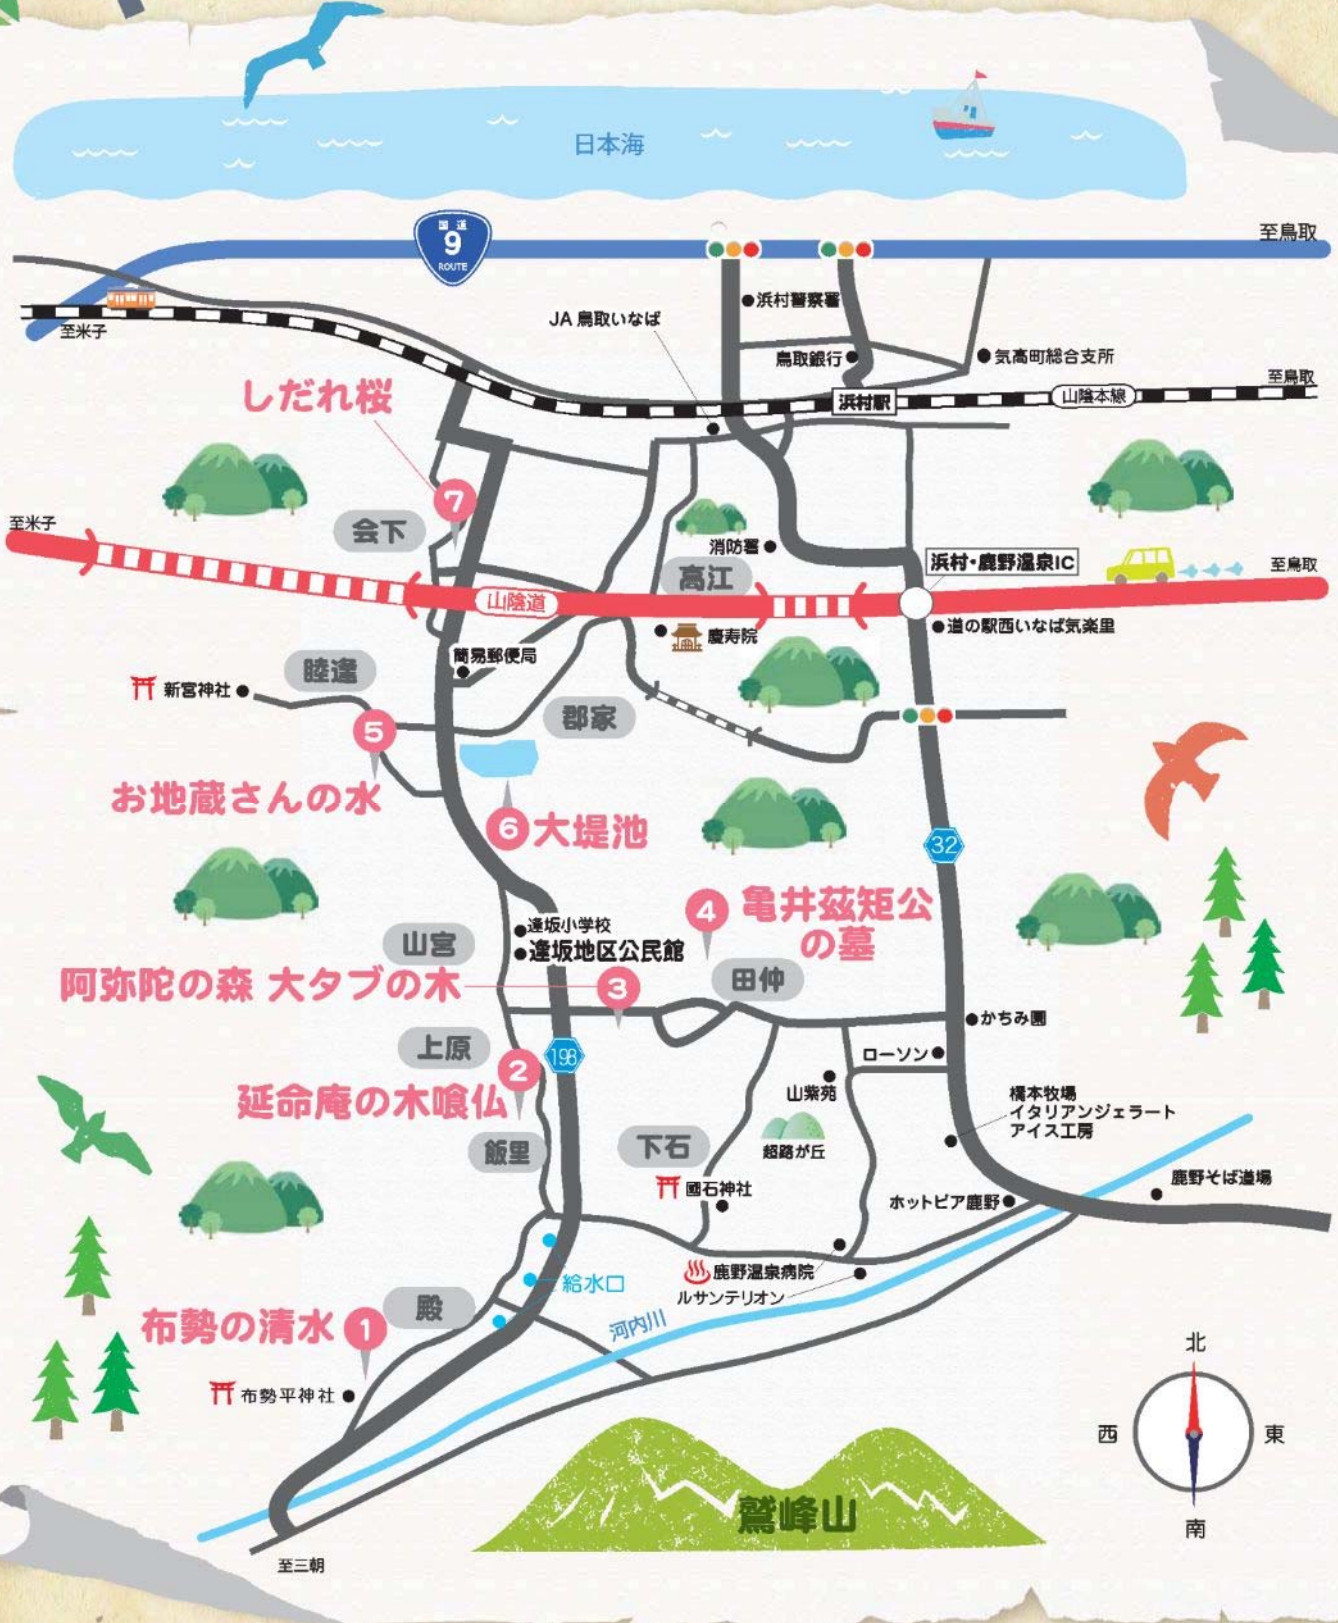 日本海
国道
9
ROUTE
至鳥取
浜村警察署
JA 鳥取いなば
至米子
鳥取銀行
気高町総合支所
至鳥取
山陰本線
浜村駅
しだれ桜
7
会下
至米子
消防署
浜村・鹿野温泉IC
高江
至鳥取
山陰道
道の駅西いなば気楽里
慶寿院
簡易郵便局
睦逢
新宮神社
郡家
5
お地蔵さんの水
6
大堤池
32
4
亀井茲矩公
の墓
逢坂小学校
逢坂地区公民館
山宮
田仲
阿弥陀の森 大タブの木
3
かちみ園
上原
198
ローソン
2
延命庵の木喰仏
山紫苑
橋本牧場
イタリアンジェラート
アイス工房
飯里
下石
超路が丘
國石神社
鹿野そば道場
ホットピア鹿野
鹿野温泉病院
ルサンテリオン
給水口
殿
布勢の清水
1
河内川
布勢平神社
北
西
東
南
鷲峰山
至三朝